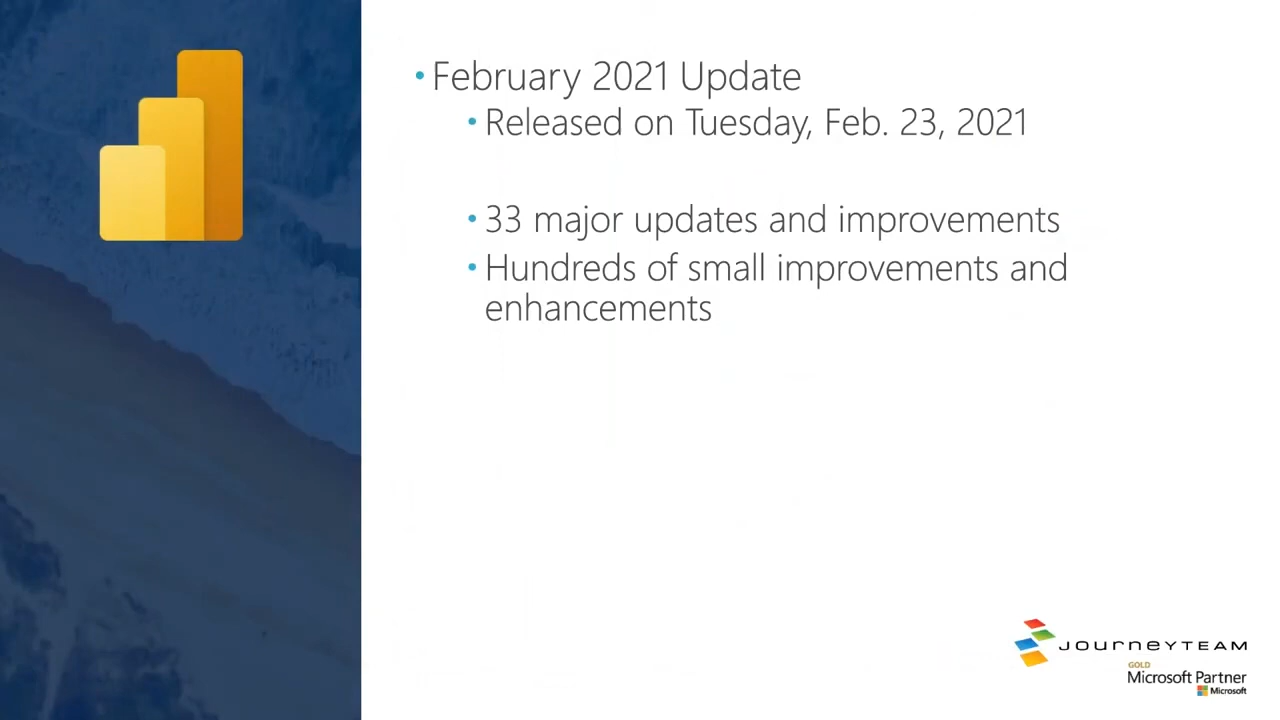 • February 2021 Update
• Released on Tuesday, Feb. 23, 2021
• 33 major updates and improvements
• Hundreds of small improvements and
enhancements
JOURNEYTEAM
GOLD
Microsoft Partner
Microsoft